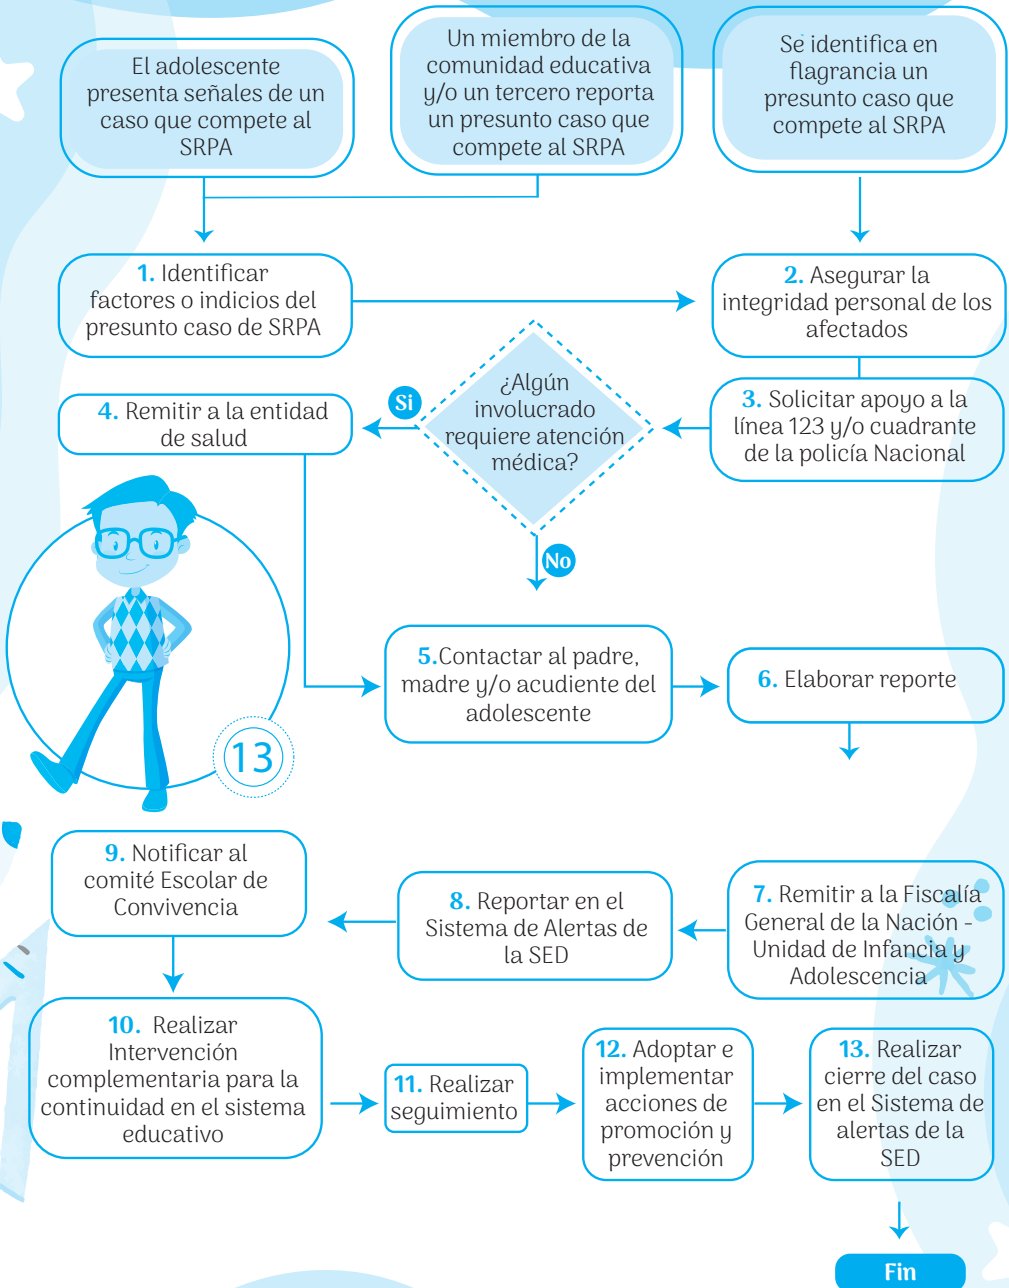 El adolescente
presenta señales de un
caso que compete al
SRPA
Un miembro de la
comunidad educativa
y/o un tercero reporta
un presunto caso que
compete al SRPA
Se identifica en
flagrancia un
presunto caso que
compete al SRPA
1. Identificar
factores o indicios del
presunto caso de SRPA
2. Asegurar la
integridad personal de los
afectados
3. Solicitar apoyo a la
línea 123 y/o cuadrante
de la policía Nacional
¿Algún
involucrado
requiere atención
médica?
Si
4. Remitir a la entidad
de salud
No
5.Contactar al padre,
madre y/o acudiente del
adolescente
6. Elaborar reporte
13
7. Remitir a la Fiscalía
General de la Nación -
Unidad de Infancia y
Adolescencia
8. Reportar en el
Sistema de Alertas de
la SED
9. Notificar al
comité Escolar de
Convivencia
10. Realizar
Intervención
complementaria para la
continuidad en el sistema
educativo
11. Realizar
seguimiento
12. Adoptar e
implementar
acciones de
promoción y
prevención
13. Realizar
cierre del caso
en el Sistema de
alertas de la
SED
Fin